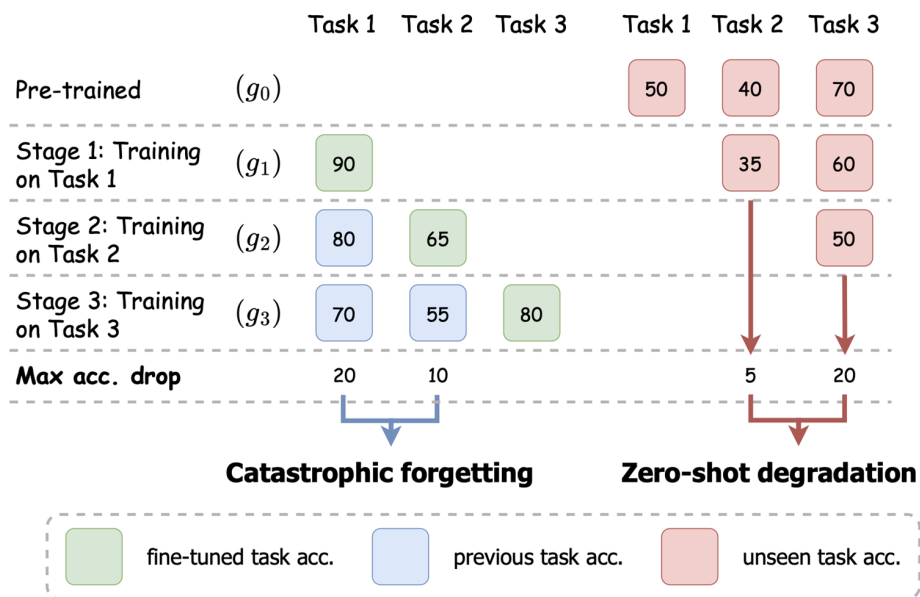 Task 1 Task 2 Task 3 Task 1 Task 2 Task 3
Pre-trained (g₀) 50 40 70
Stage 1: Training
on Task 1 (g₁) 90 35 60
Stage 2: Training
on Task 2 (g₂) 80 65 50
Stage 3: Training
on Task 3 (g₃) 70 55 80
Max acc. drop 20 10 5 20
Catastrophic forgetting Zero-shot degradation
fine-tuned task acc. previous task acc. unseen task acc.